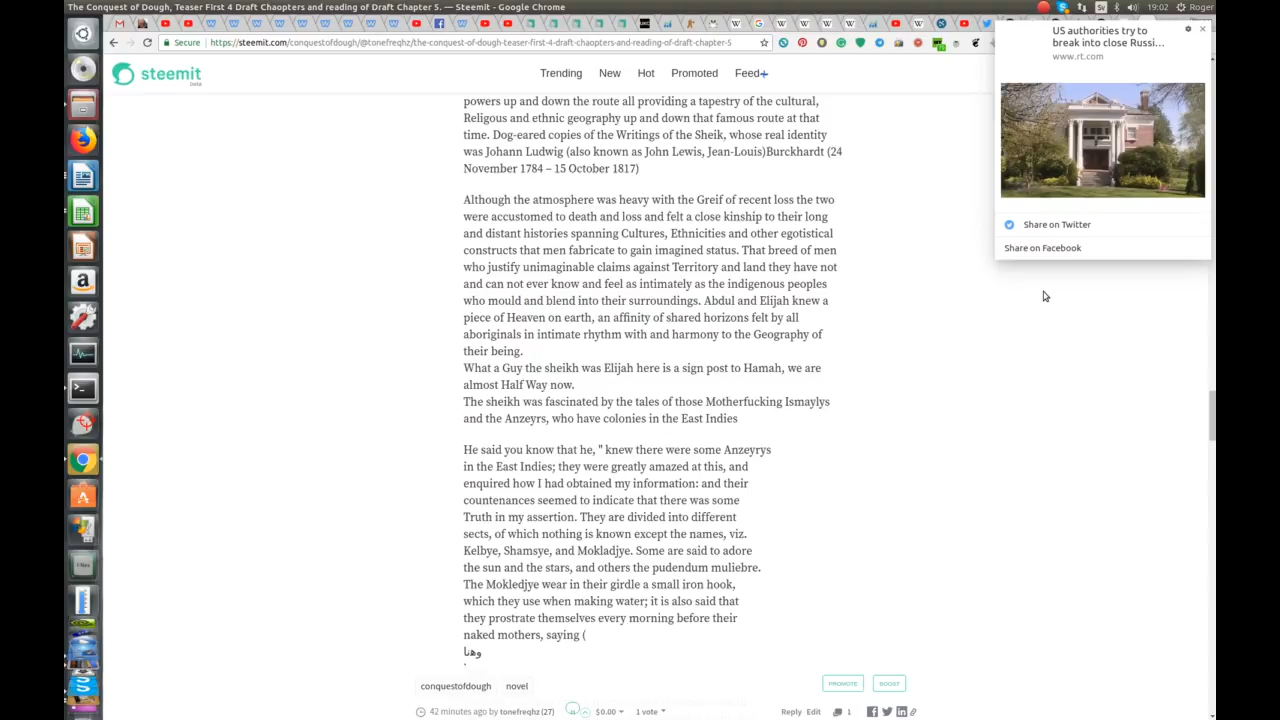 The Conquest of Dough, Teaser First 4 Draft Chaopters and reading of Draft Chapter 5. — Steemit - Google Chrome
Sv
19:02
Roger
Secure
https://steemit.com/conquestofdough/@tonefreqhz/the-conquest-of-dough-teaser-first-4-draft-chaopters-and-reading-of-draft-chapter-5
steemit
beta
Trending
New
Hot
Promoted
Feed
US authorities try to
break into close Russi…
www.rt.com
Share on Twitter
Share on Facebook
powers up and down the route all providing a tapestry of the cultural,
Religous and ethnic geography up and down that famous route at that
time. Dog-eared copies of the Writings of the Sheik, whose real identity
was Johann Ludwig (also known as John Lewis, Jean-Louis)Burckhardt (24
November 1784 – 15 October 1817)
Although the atmosphere was heavy with the Greif of recent loss the two
were accustomed to death and loss and felt a close kinship to their long
and distant histories spanning Cultures, Ethnicities and other egotistical
constructs that men fabricate to gain imagined status. That breed of men
who justify unimaginable claims against Territory and land they have not
and can not ever know and feel as intimately as the indigenous peoples
who mould and blend into their surroundings. Abdul and Elijah knew a
piece of Heaven on earth, an affinity of shared horizons felt by all
aboriginals in intimate rhythm with and harmony to the Geography of
their being.
What a Guy the sheikh was Elijah here is a sign post to Hamah, we are
almost Half Way now.
The sheikh was fascinated by the tales of those Motherfucking Ismaylys
and the Anzeyrs, who have colonies in the East Indies
He said you know that he, " knew there were some Anzeyrys
in the East Indies; they were greatly amazed at this, and
enquired how I had obtained my information: and their
countenances seemed to indicate that there was some
Truth in my assertion. They are divided into different
sects, of which nothing is known except the names, viz.
Kelbye, Shamsye, and Mokladjye. Some are said to adore
the sun and the stars, and others the pudendum muliebre.
The Mokledjye wear in their girdle a small iron hook,
which they use when making water; it is also said that
they prostrate themselves every morning before their
naked mothers, saying (
وهنا
conquestofdough
novel
PROMOTE
BOOST
42 minutes ago by tonefreqhz (27)
$0.00
1 vote
Reply
Edit
1